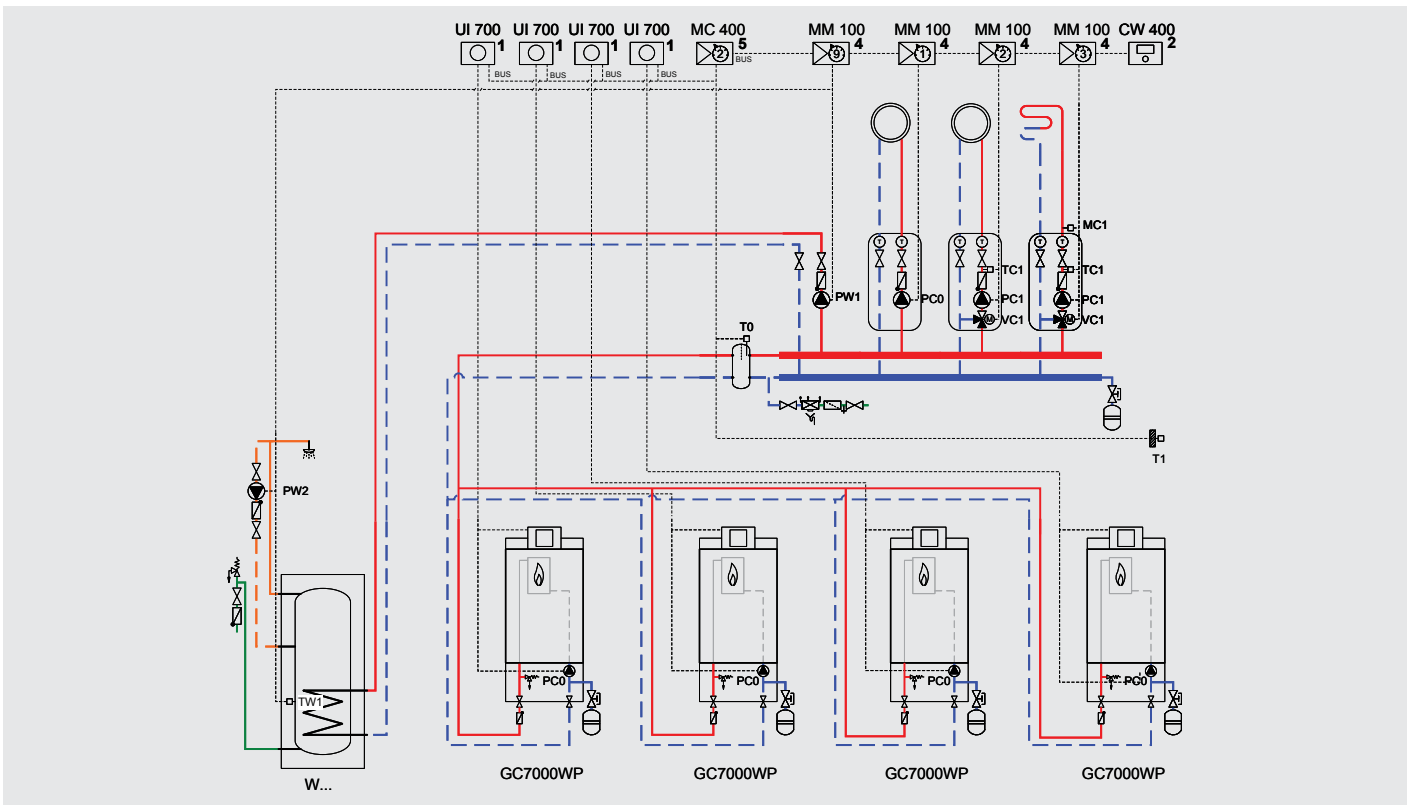 UI 700 UI 700 UI 700 UI 700 MC 400 MM 100 MM 100 MM 100 MM 100 CW 400
1 1 1 1 2 5 9 4 1 4 2 4 3 4 2
BUS BUS BUS BUS BUS
MC1
T T T T T T
TC1 TC1
PW1 PC0 PC1 PC1
M VC1 M VC1
T0
T1
PW2
TW1
PC0 PC0 PC0 PC0
GC7000WP GC7000WP GC7000WP GC7000WP
W...